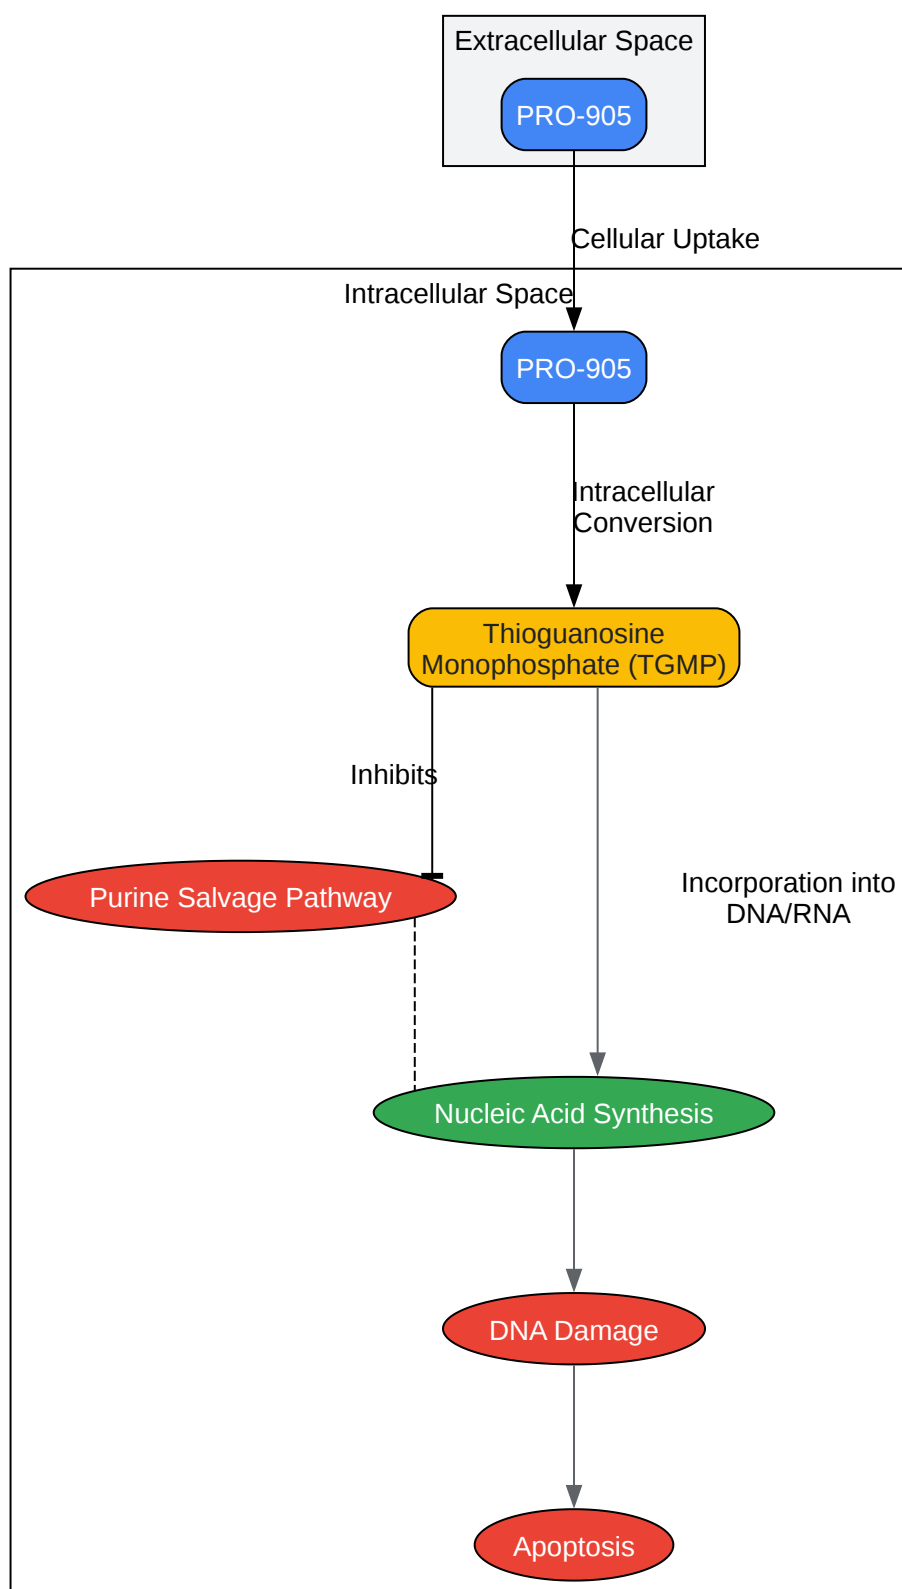 Extracellular Space
PRO-905
Cellular Uptake
Intracellular Space
PRO-905
Intracellular
Conversion
Thioguanosine
Monophosphate (TGMP)
Inhibits
Purine Salvage Pathway
Incorporation into
DNA/RNA
Nucleic Acid Synthesis
DNA Damage
Apoptosis